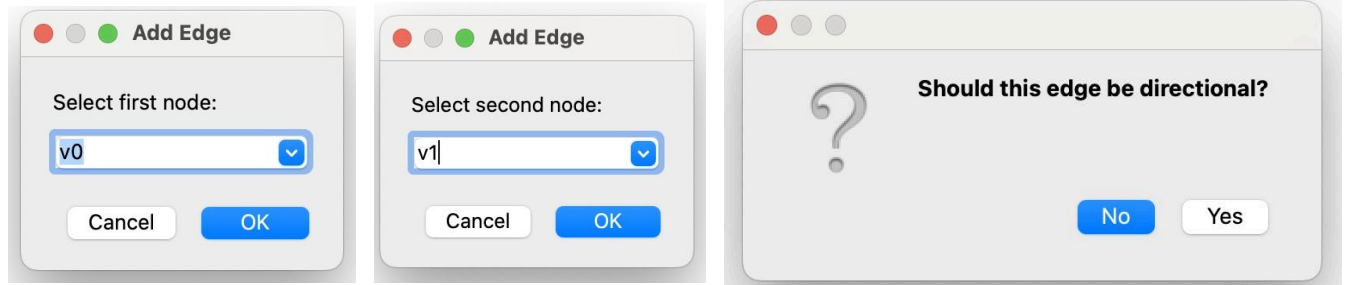 Add Edge
Select first node:
v0
Cancel
OK
Add Edge
Select second node:
v1
Cancel
OK
Should this edge be directional?
No
Yes